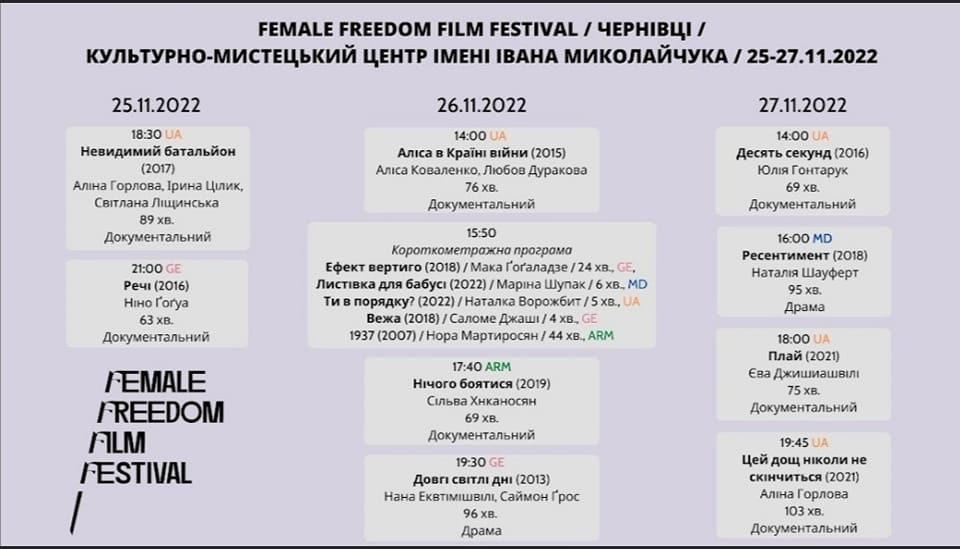 FEMALE FREEDOM FILM FESTIVAL / ЧЕРНІВЦІ /
КУЛЬТУРНО-МИСТЕЦЬКИЙ ЦЕНТР ІМЕНІ ІВАНА МИКОЛАЙЧУКА / 25-27.11.2022
25.11.2022
18:30 UA
Невидимий батальйон
(2017)
Аліна Горлова, Ірина Цілик,
Світлана Ліщинська
89 хв.
Документальний
21:00 GE
Речі (2016)
Ніно Ґоґуа
63 хв.
Документальний
FEMALE
FREEDOM
FILM
FESTIVAL
/
26.11.2022
14:00 UA
Аліса в Країні війни (2015)
Аліса Коваленко, Любов Дуракова
76 хв.
Документальний
15:50
Короткометражна програма
Ефект вертиго (2018) / Мака Ґоґаладзе / 24 хв., GE,
Листівка для бабусі (2022) / Маріна Шупак / 6 хв., MD
Ти в порядку? (2022) / Наталка Ворожбит / 5 хв., UA
Вежа (2018) / Саломе Джаші / 4 хв., GE
1937 (2007) / Нора Мартиросян / 44 хв., ARM
17:40 ARM
Нічого боятися (2019)
Сільва Хнканосян
69 хв.
Документальний
19:30 GE
Довгі світлі дні (2013)
Нана Еквтімішвілі, Саймон Ґрос
96 хв.
Драма
27.11.2022
14:00 UA
Десять секунд (2016)
Юлія Гонтарук
69 хв.
Документальний
16:00 MD
Ресентимент (2018)
Наталія Шауферт
95 хв.
Драма
18:00 UA
Плай (2021)
Єва Джишиашвілі
75 хв.
Документальний
19:45 UA
Цей дощ ніколи не
скінчиться (2021)
Аліна Горлова
103 хв.
Документальний